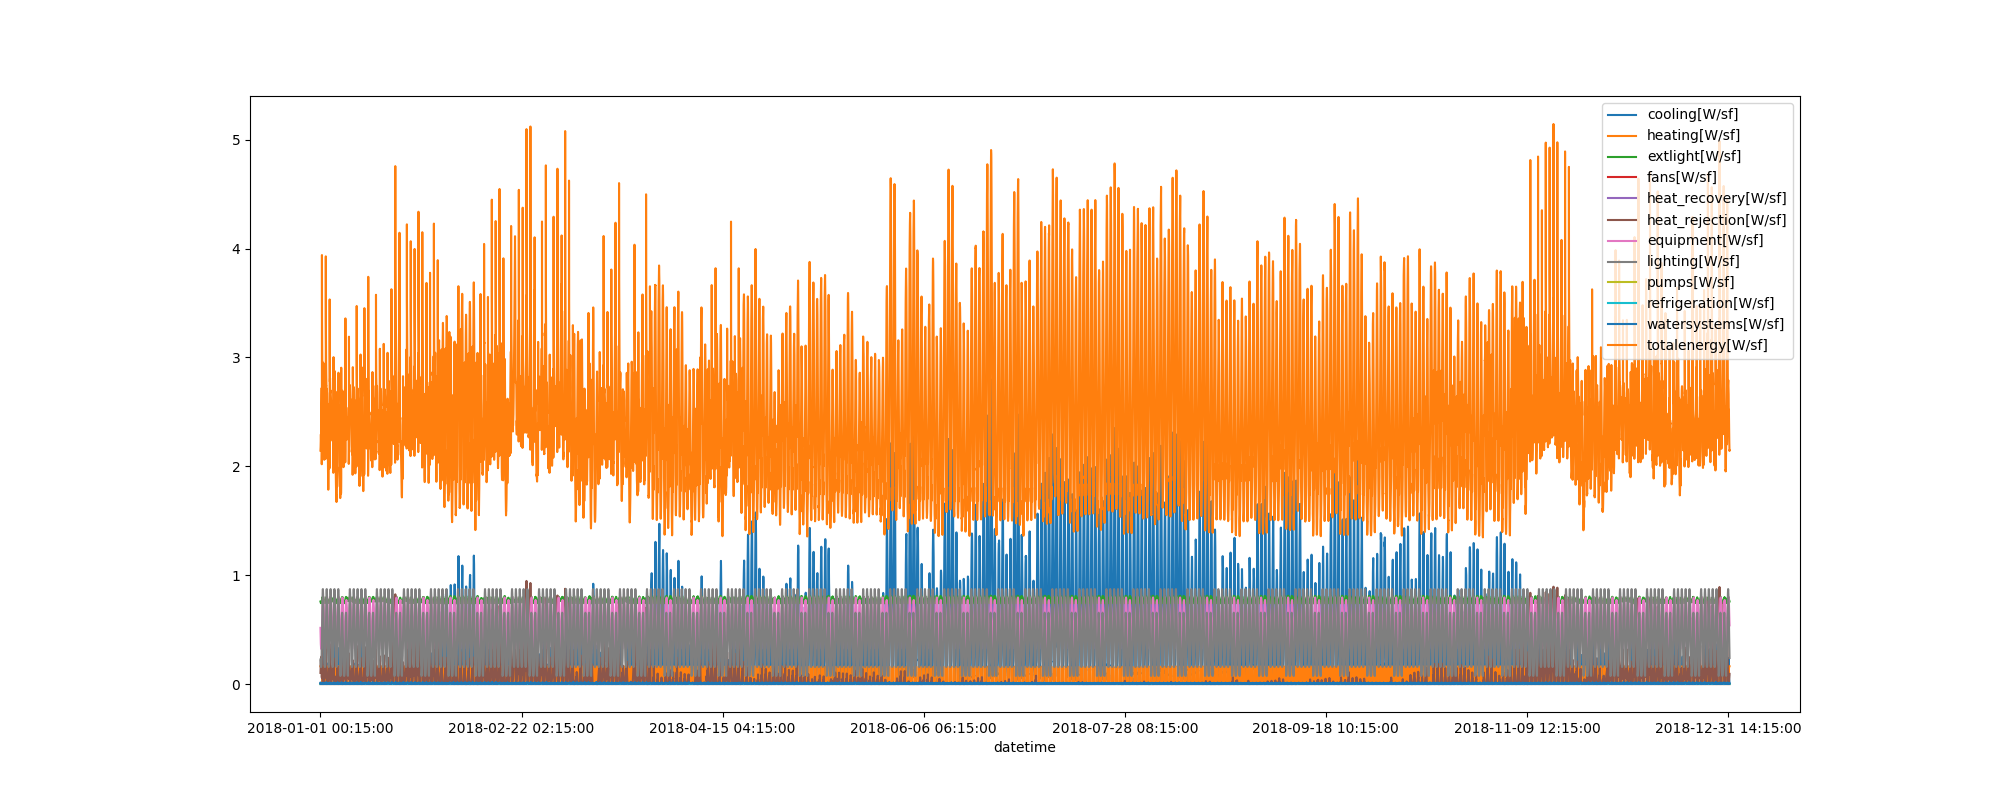 cooling[W/sf]
heating[W/sf]
extlight[W/sf]
fans[W/sf]
heat_recovery[W/sf]
heat_rejection[W/sf]
equipment[W/sf]
lighting[W/sf]
pumps[W/sf]
refrigeration[W/sf]
watersystems[W/sf]
totalenergy[W/sf]
5
4
3
2
1
0
2018-01-01 00:15:00 2018-02-22 02:15:00 2018-04-15 04:15:00 2018-06-06 06:15:00 2018-07-28 08:15:00 2018-09-18 10:15:00 2018-11-09 12:15:00 2018-12-31 14:15:00
datetime